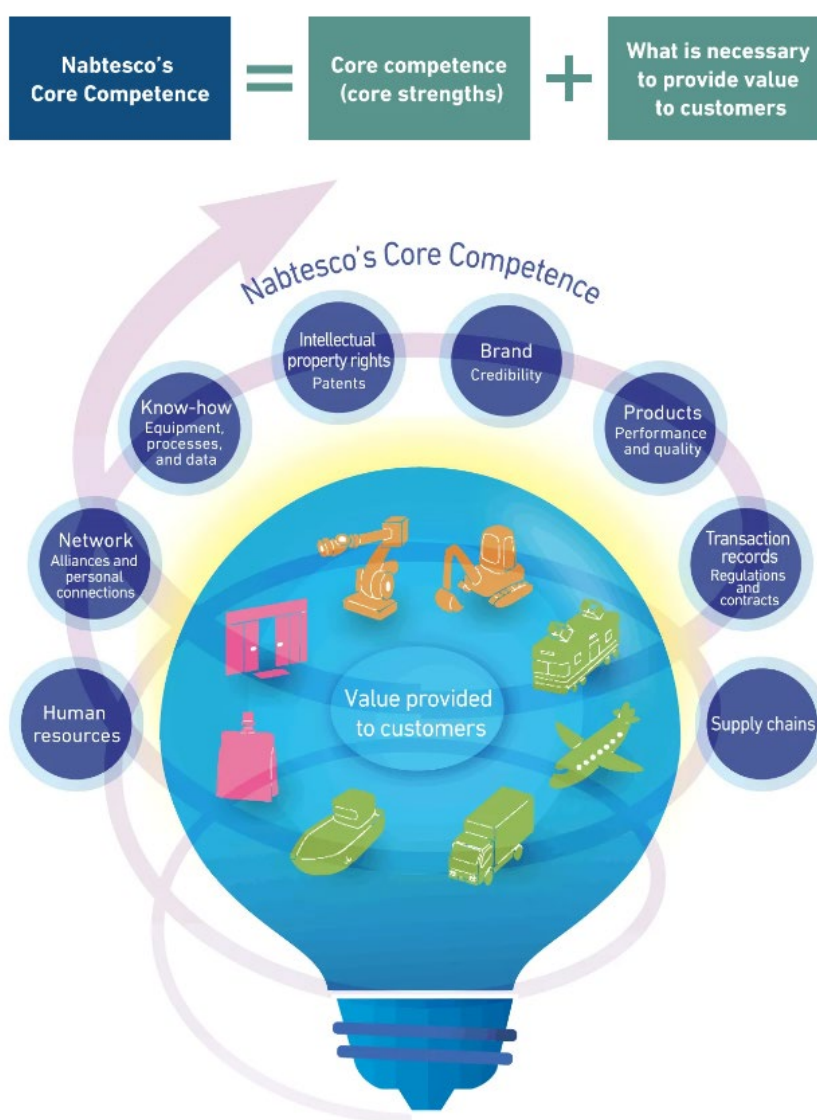 Nabtesco's
Core Competence
=
Core competence
(core strengths)
+
What is necessary
to provide value
to customers
Nabtesco's Core Competence
Intellectual
property rights
Patents
Brand
Credibility
Know-how
Equipment,
processes,
and data
Products
Performance
and quality
Network
Alliances and
personal
connections
Transaction
records
Regulations
and
contracts
Human
resources
Value provided
to customers
Supply chains